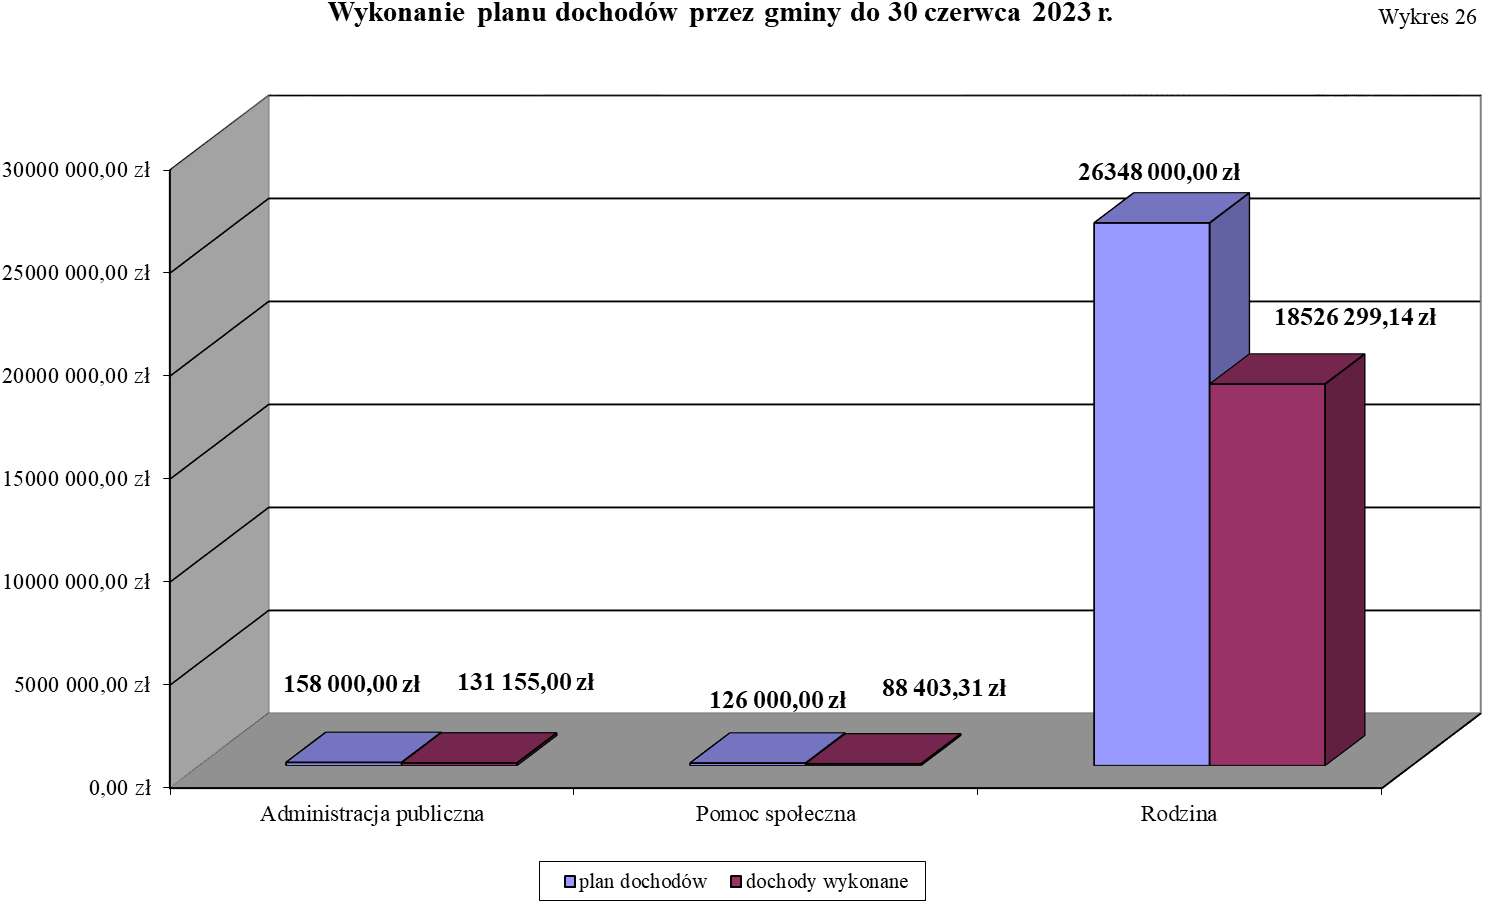 Wykonanie planu dochodów przez gminy do 30 czerwca 2023 r.
Wykres 26
30000 000,00 zł
25000 000,00 zł
20000 000,00 zł
15000 000,00 zł
10000 000,00 zł
5000 000,00 zł
0,00 zł
158 000,00 zł
131 155,00 zł
126 000,00 zł
88 403,31 zł
26348 000,00 zł
18526 299,14 zł
Administracja publiczna
Pomoc społeczna
Rodzina
plan dochodów
dochody wykonane